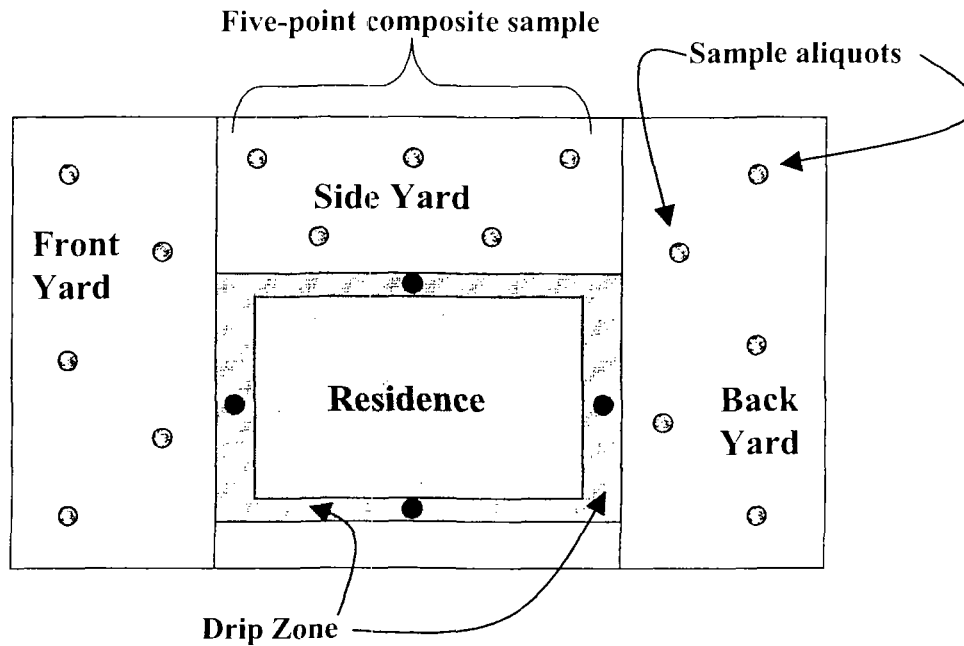 Five-point composite sample
Sample aliquots
Side Yard
Front
Yard
Residence
Back
Yard
Drip Zone